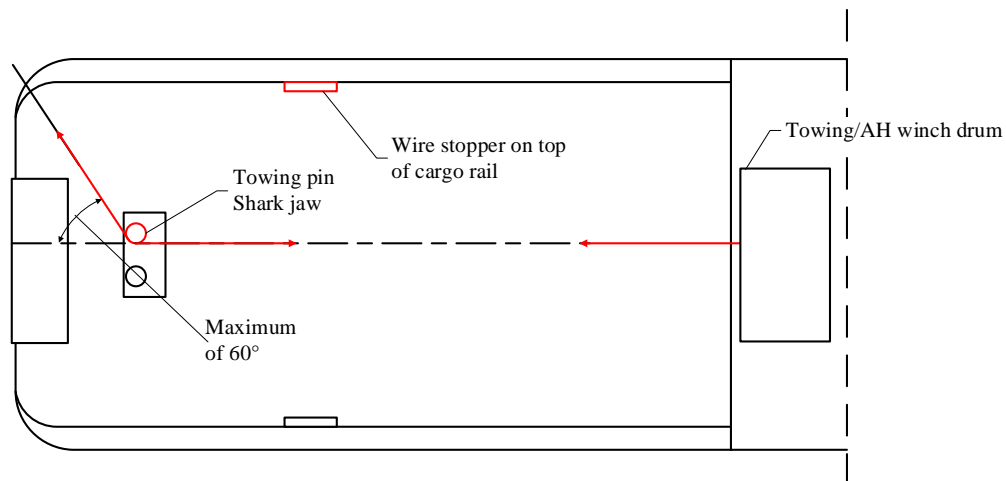 Towing/AH winch drum
Wire stopper on top
of cargo rail
Towing pin
Shark jaw
Maximum
of 60°